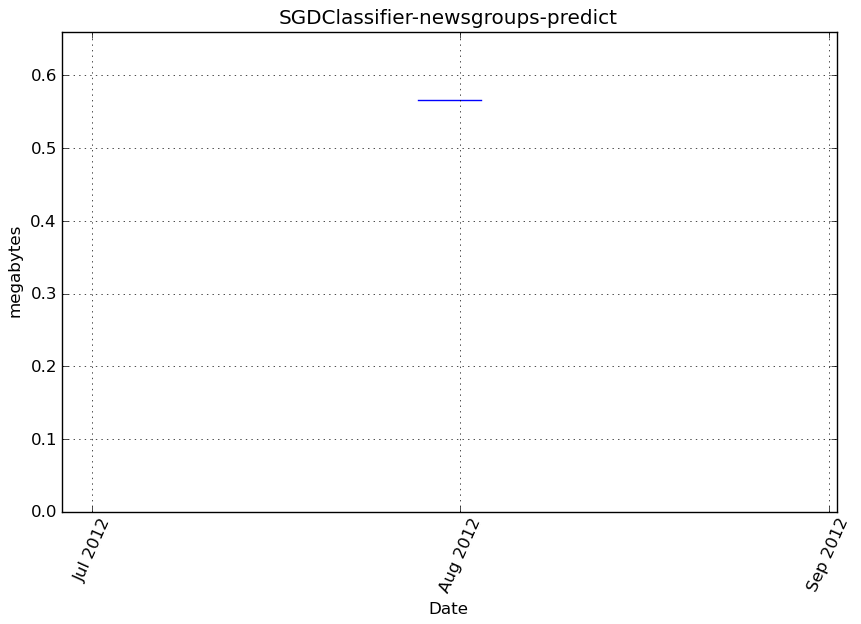 SGDClassifier-newsgroups-predict
0.6
0.5
0.4
0.3
0.2
0.1
0.0
megabytes
Jul 2012
Aug 2012
Sep 2012
Date